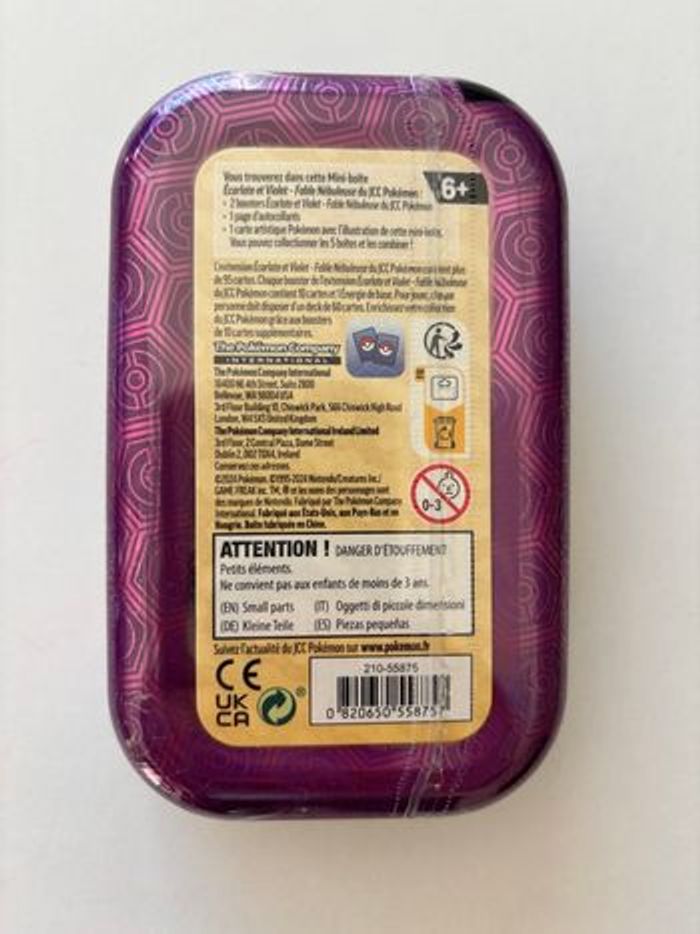 Vous trouverez dans cette Mini-boîte
Écarlate et Violet - Fable Nébuleuse du JCC Pokémon :
6+
• 2 boosters Écarlate et Violet - Fable Nébuleuse du JCC Pokémon
• 1 page d'autocollants
• 1 carte artistique Pokémon avec l'illustration de cette mini-boîte.
Vous pouvez collectionner les 5 boîtes et les combiner !
L'extension Écarlate et Violet - Fable Nébuleuse du JCC Pokémon contient plus
de 95 cartes. Chaque booster de l'extension Écarlate et Violet - Fable Nébuleuse
du JCC Pokémon contient 10 cartes et 1 Énergie de base. Pour jouer, chaque
personne doit disposer d'un deck de 60 cartes. Enrichissez votre collection
du JCC Pokémon grâce aux boosters
de 10 cartes supplémentaires.
The Pokémon Company
INTERNATIONAL
The Pokémon Company International
10400 NE 4th Street, Suite 2800
Bellevue, WA 98004 USA
3rd Floor Building 10, Chiswick Park, 566 Chiswick High Road
London, W4 5XS United Kingdom
The Pokémon Company International Ireland Limited
3rd Floor, 2 Central Plaza, Dame Street
Dublin 2, D02 T0X4, Ireland
Conservez ces adresses.
©2024 Pokémon. ©1995-2024 Nintendo/Creatures Inc./
GAME FREAK inc. TM, ® et les noms des personnages sont
des marques de Nintendo. Fabriqué par The Pokémon Company
International. Fabriqué aux États-Unis, aux Pays-Bas et en
Hongrie. Boîte fabriquée en Chine.
0-3
ATTENTION ! DANGER D'ÉTOUFFEMENT
Petits éléments.
Ne convient pas aux enfants de moins de 3 ans.
(EN) Small parts (IT) Oggetti di piccole dimensioni
(DE) Kleine Teile (ES) Piezas pequeñas
Suivez l'actualité du JCC Pokémon sur www.pokemon.fr
CE
UK
CA
®
210-55875
0 820650 55875